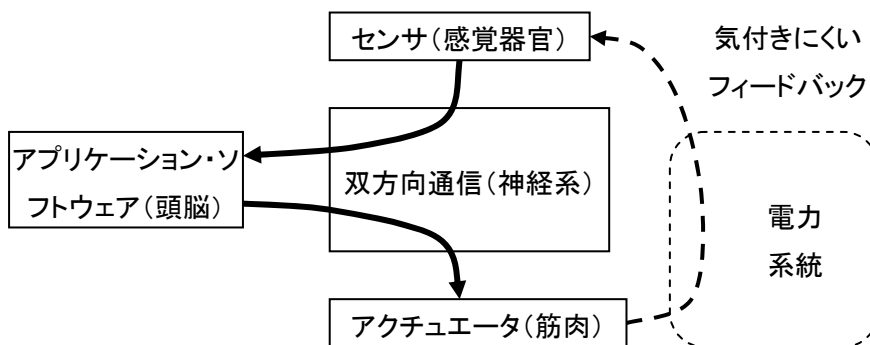 センサ(感覚器官)
気付きにくい
フィードバック
アプリケーション・ソ
フトウェア(頭脳)
双方向通信(神経系)
電力
系統
アクチュエータ(筋肉)